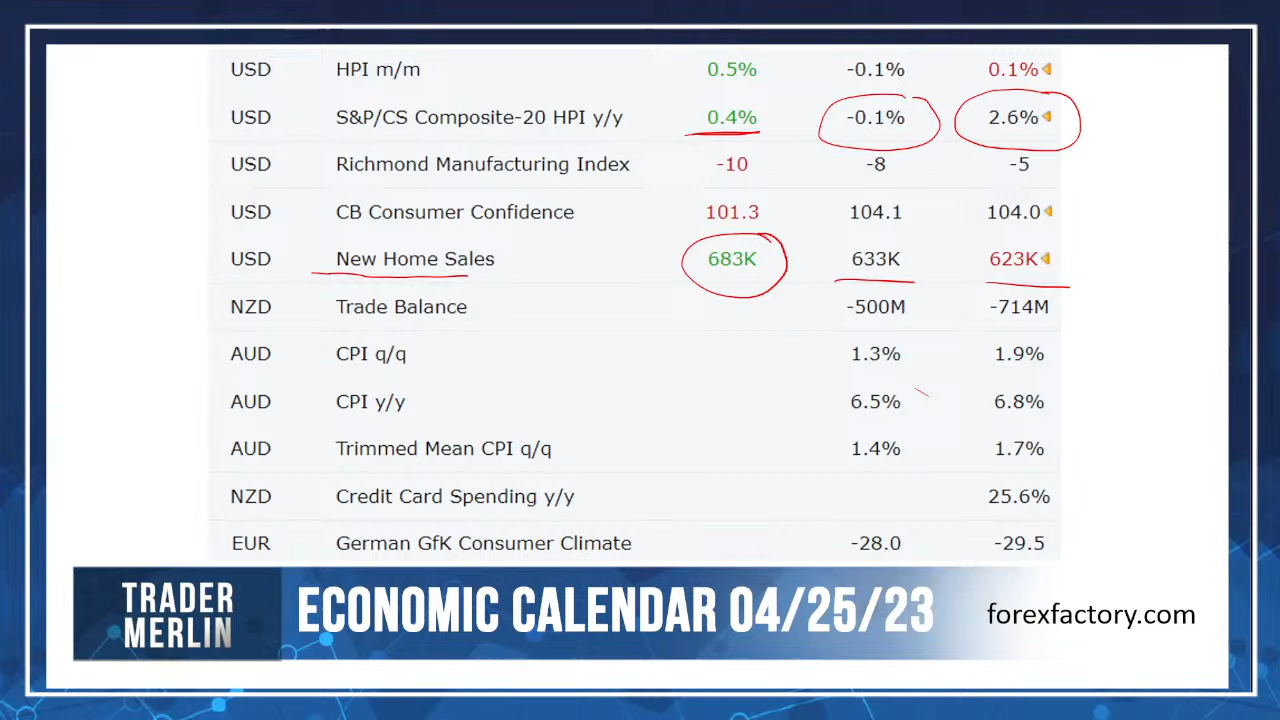 USD HPI m/m 0.5% -0.1% 0.1%
USD S&P/CS Composite-20 HPI y/y 0.4% -0.1% 2.6%
USD Richmond Manufacturing Index -10 -8 -5
USD CB Consumer Confidence 101.3 104.1 104.0
USD New Home Sales 683K 633K 623K
NZD Trade Balance -500M -714M
AUD CPI q/q 1.3% 1.9%
AUD CPI y/y 6.5% 6.8%
AUD Trimmed Mean CPI q/q 1.4% 1.7%
NZD Credit Card Spending y/y 25.6%
EUR German GfK Consumer Climate -28.0 -29.5
TRADER
MERLIN
ECONOMIC CALENDAR 04/25/23
forexfactory.com